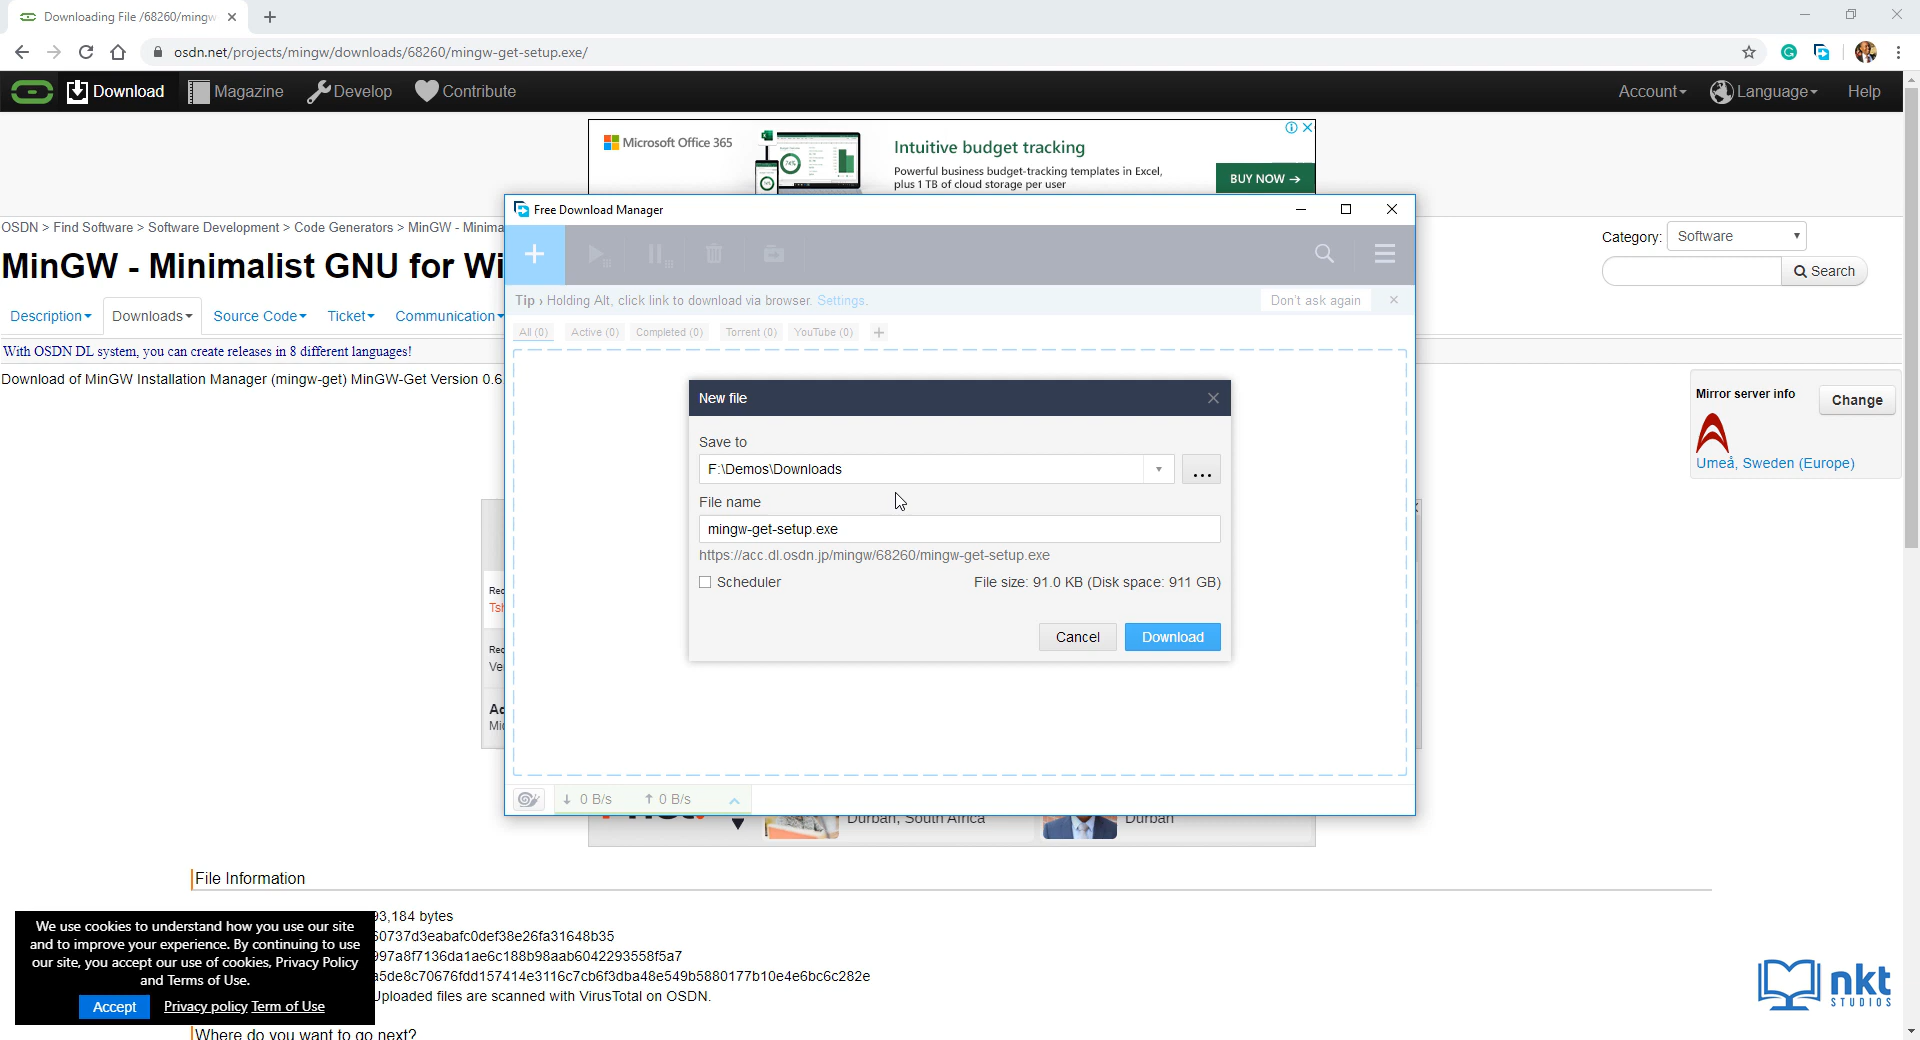 Downloading File /68260/mingw
osdn.net/projects/mingw/downloads/68260/mingw-get-setup.exe/
Download
Magazine
Develop
Contribute
Account
Language
Help
Microsoft Office 365
Intuitive budget tracking
Powerful business budget-tracking templates in Excel,
plus 1 TB of cloud storage per user
BUY NOW →
OSDN > Find Software > Software Development > Code Generators > MinGW - Minima
MinGW - Minimalist GNU for Wi
Category:
Software
Search
Description
Downloads
Source Code
Ticket
Communication
With OSDN DL system, you can create releases in 8 different languages!
Download of MinGW Installation Manager (mingw-get) MinGW-Get Version 0.6
Mirror server info
Change
Umeå, Sweden (Europe)
Free Download Manager
Tip › Holding Alt, click link to download via browser. Settings.
Don't ask again
All (0)
Active (0)
Completed (0)
Torrent (0)
YouTube (0)
New file
Save to
F:\Demos\Downloads
...
File name
mingw-get-setup.exe
https://acc.dl.osdn.jp/mingw/68260/mingw-get-setup.exe
Scheduler
File size: 91.0 KB (Disk space: 911 GB)
Cancel
Download
↓ 0 B/s
↑ 0 B/s
Durban, South Africa
Durban
File Information
93,184 bytes
60737d3eabafc0def38e26fa31648b35
997a8f7136da1ae6c188b98aab6042293558f5a7
a5de8c70676fdd157414e3116c7cb6f3dba48e549b5880177b10e4e6bc6c282e
Uploaded files are scanned with VirusTotal on OSDN.
We use cookies to understand how you use our site
and to improve your experience. By continuing to use
our site, you accept our use of cookies, Privacy Policy
and Terms of Use.
Accept
Privacy policy Term of Use
Where do you want to go next?
nkt
STUDIOS